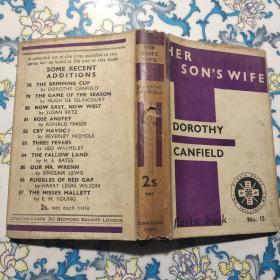 A complete list of the titles available in this
series will be found at the end of this book
SOME RECENT
ADDITIONS
78 THE BRIMMING CUP
by DOROTHY CANFIELD
79 THE GAME OF THE SEASON
by HUGH DE SELINCOURT
80 NOW EAST, NOW WEST
by SUSAN ERTZ
81 ROSE ANSTEY
by RONALD FRASER
82 CRY HAVOC!
by BEVERLEY NICHOLS
83 THREE FEVERS
by LEO WALMSLEY
84 THE FALLOW LAND
by H. E. BATES
85 OUR MR. WRENN
by SINCLAIR LEWIS
86 RUGGLES OF RED GAP
by HARRY LEON WILSON
87 THE MISSES MALLETT
by E. H. YOUNG
2s. net each title
JONATHAN CAPE 30 BEDFORD SQUARE LONDON
HER
SON'S
WIFE
DOROTHY
CANFIELD
2s
net
JONATHAN
CAPE
HER
SON'S WIFE
DOROTHY
CANFIELD
florin book
No. 15